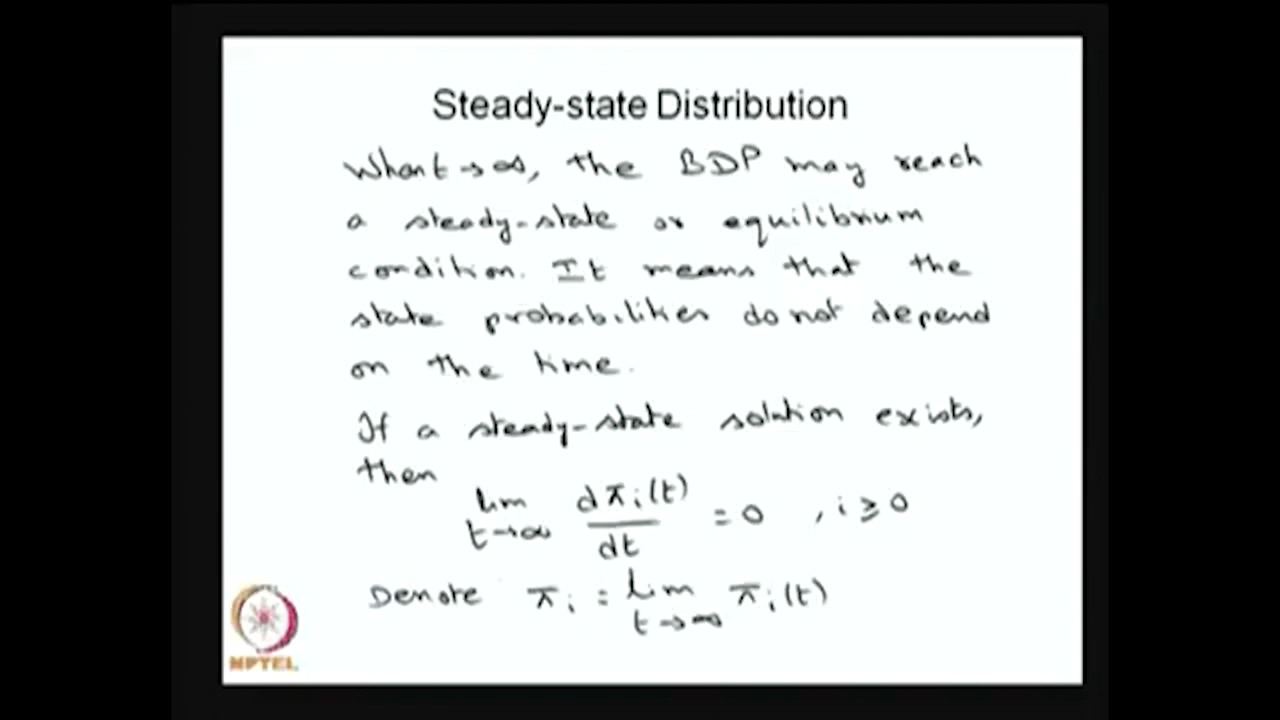 Steady-state Distribution
When t → ∞, the BDP may reach
a steady-state or equilibrium
condition. It means that the
state probabilities do not depend
on the time.
If a steady-state solution exists,
then
lim t→∞ dπi(t)/dt = 0 , i ≥ 0
Denote πi = lim t→∞ πi(t)
NPTEL